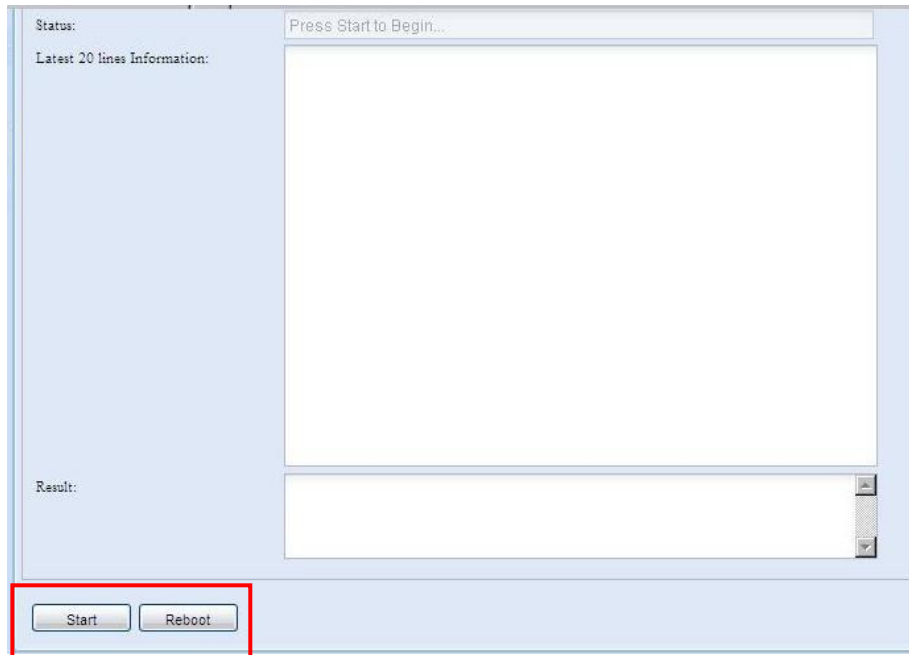 Status:
Press Start to Begin...
Latest 20 lines Information:
Result:
Start
Reboot